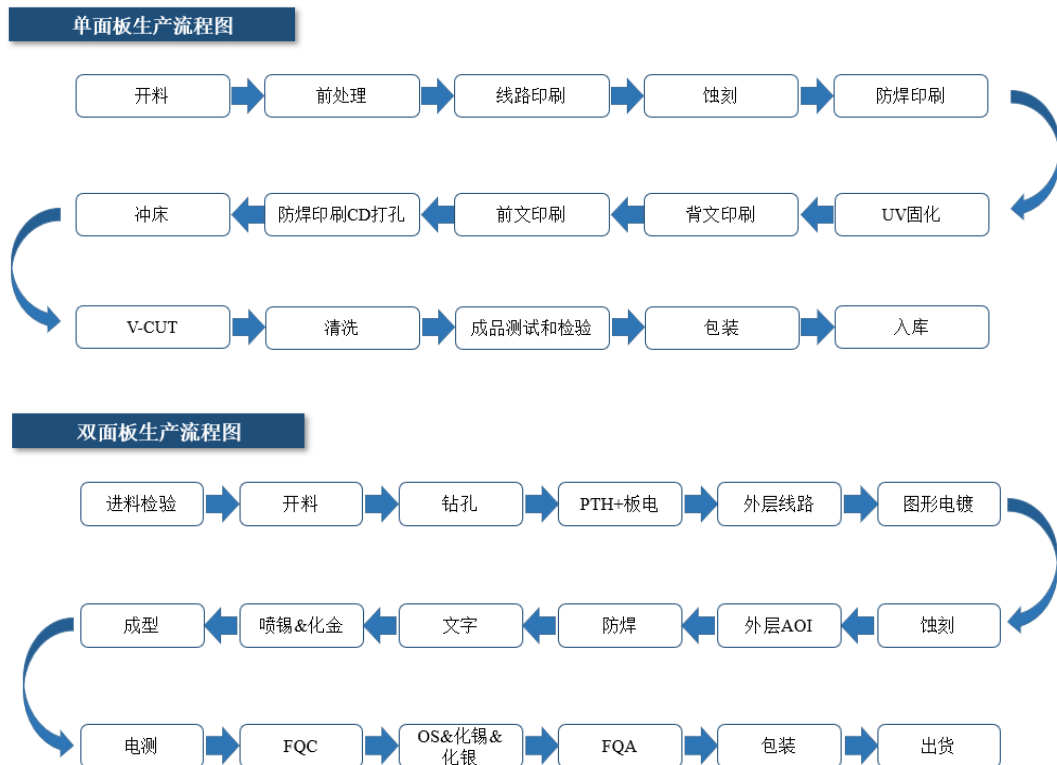 单面板生产流程图
开料
前处理
线路印刷
蚀刻
防焊印刷
UV固化
背文印刷
前文印刷
防焊印刷CD打孔
冲床
V-CUT
清洗
成品测试和检验
包装
入库
双面板生产流程图
进料检验
开料
钻孔
PTH+板电
外层线路
图形电镀
蚀刻
外层AOI
防焊
文字
喷锡&化金
成型
电测
FQC
OS&化锡&
化银
FQA
包装
出货